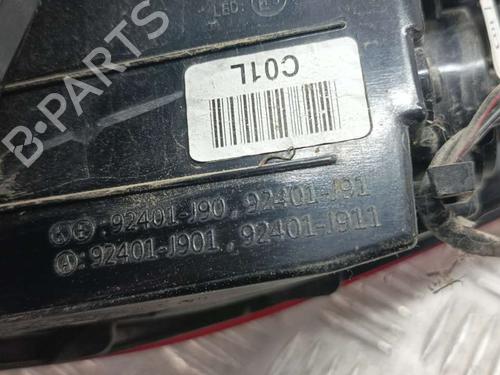 LED:
C01L
B-PARTS
: 92401-J90 , 92401-J91
: 92401-J901 , 92401-J911